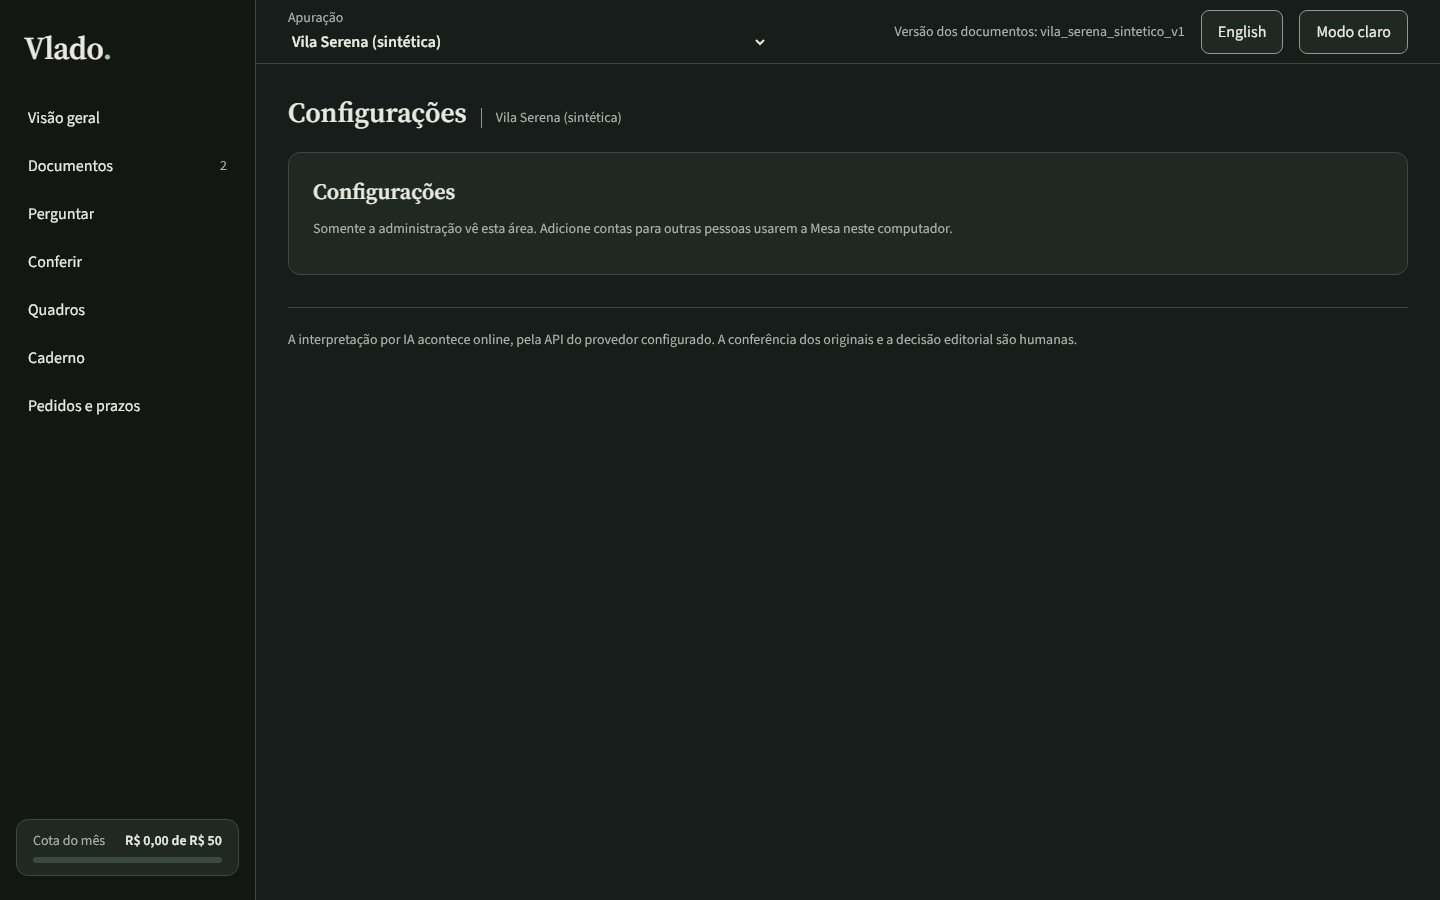 Vlado.
Visão geral
Documentos 2
Perguntar
Conferir
Quadros
Caderno
Pedidos e prazos
Cota do mês R$ 0,00 de R$ 50
Apuração
Vila Serena (sintética)
Versão dos documentos: vila_serena_sintetico_v1
English
Modo claro
Configurações Vila Serena (sintética)
Configurações
Somente a administração vê esta área. Adicione contas para outras pessoas usarem a Mesa neste computador.
A interpretação por IA acontece online, pela API do provedor configurado. A conferência dos originais e a decisão editorial são humanas.